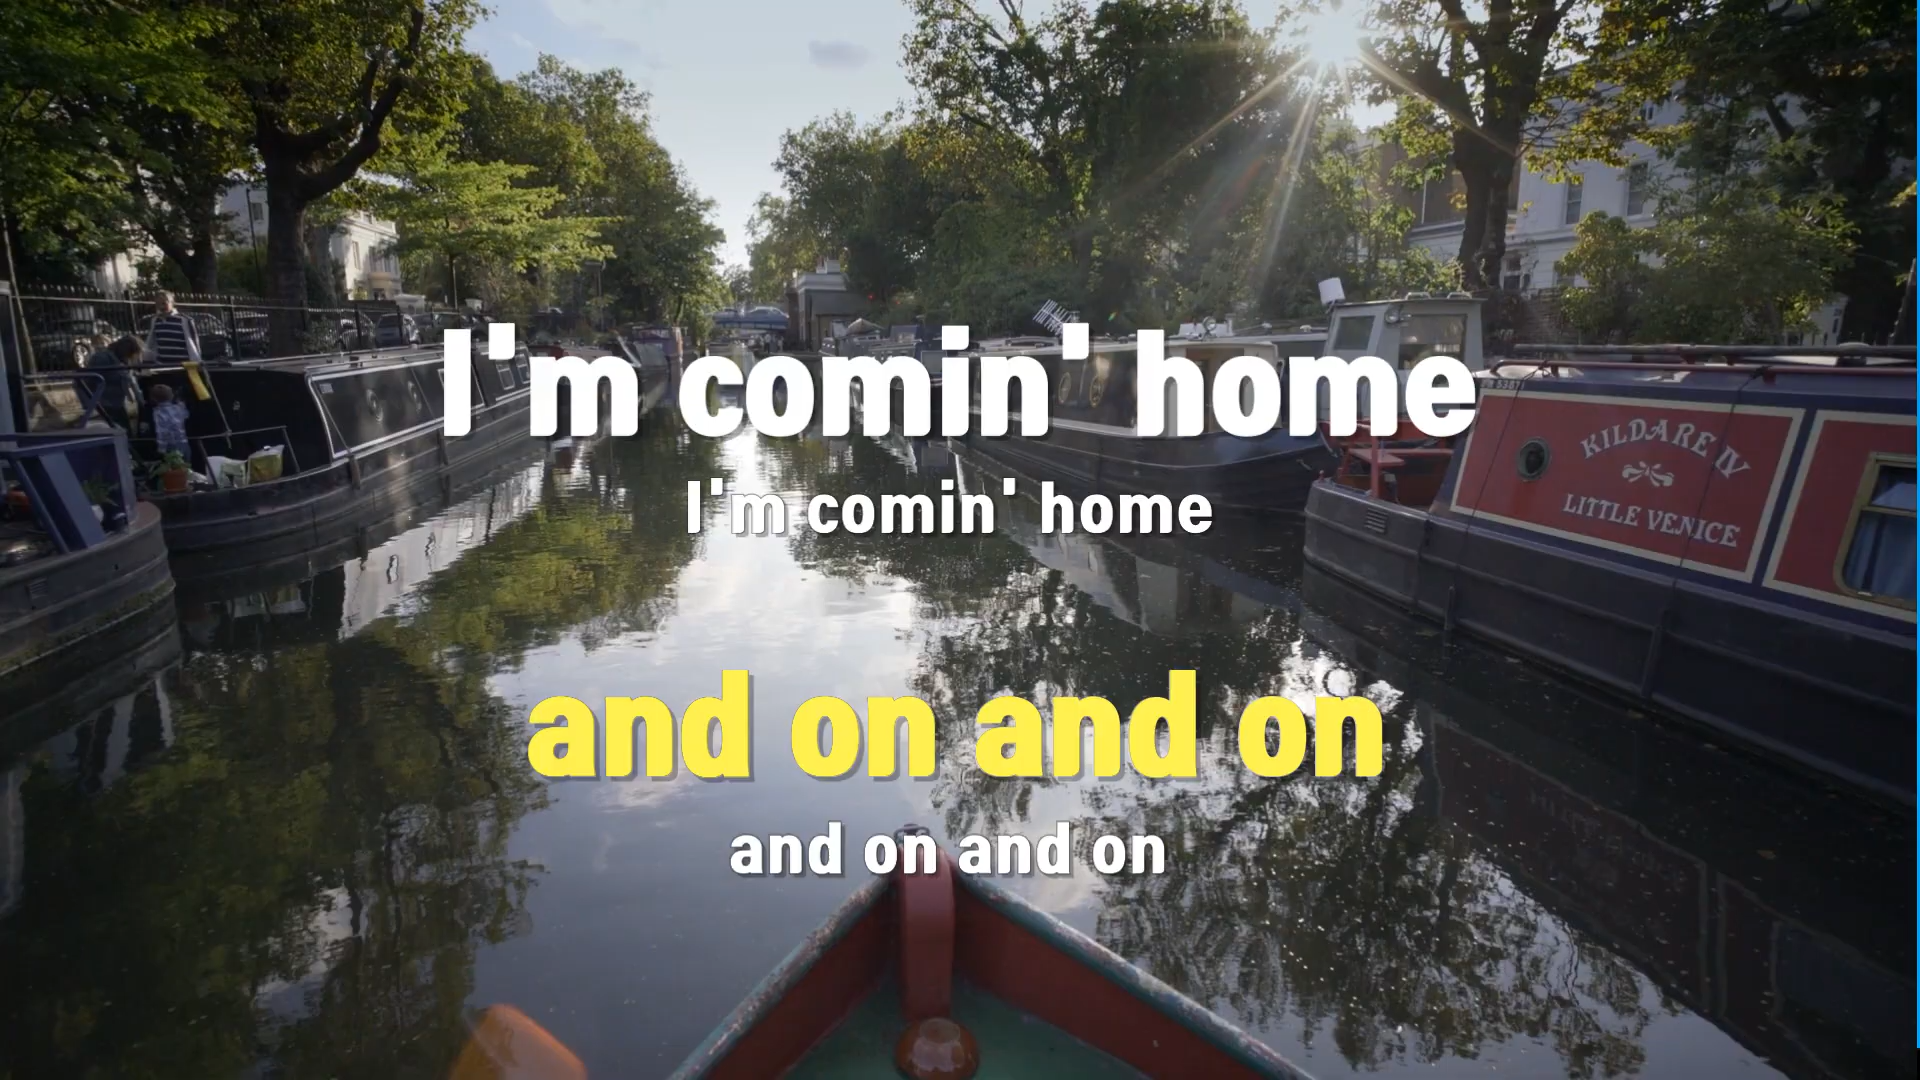 I'm comin' home
I'm comin' home
KILDARE IV
LITTLE VENICE
and on and on
and on and on